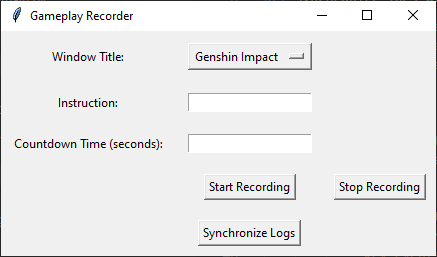 Gameplay Recorder
Window Title: Genshin Impact
Instruction:
Countdown Time (seconds):
Start Recording Stop Recording
Synchronize Logs